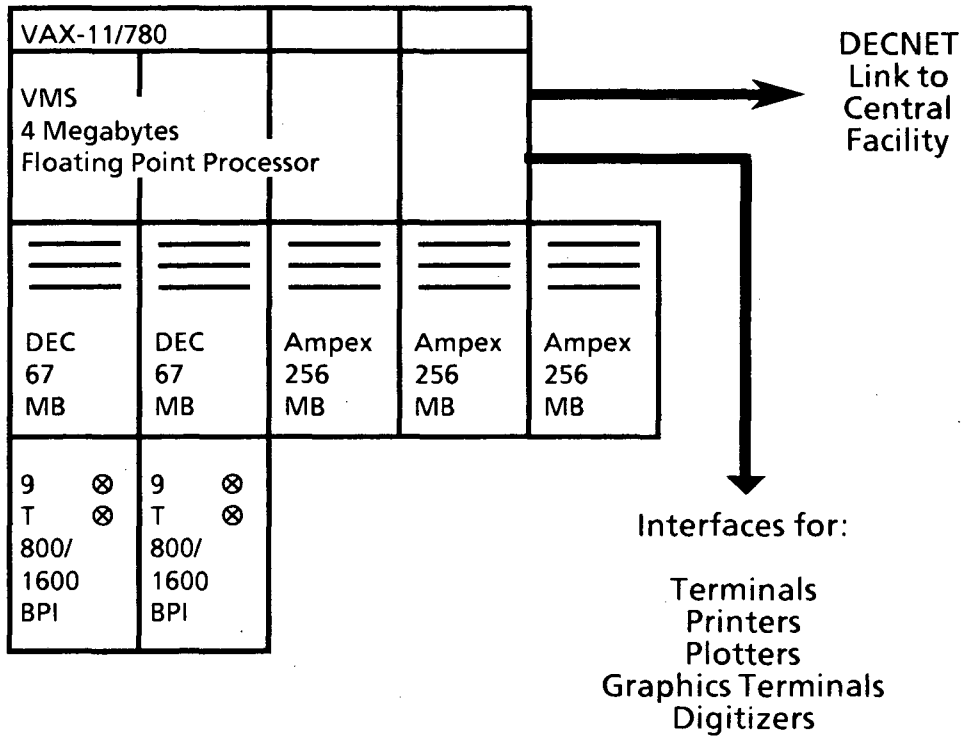 VAX-11/780
VMS
4 Megabytes
Floating Point Processor
DECNET
Link to
Central
Facility
DEC
67
MB
DEC
67
MB
Ampex
256
MB
Ampex
256
MB
Ampex
256
MB
9
T
800/
1600
BPI
9
T
800/
1600
BPI
Interfaces for:
Terminals
Printers
Plotters
Graphics Terminals
Digitizers